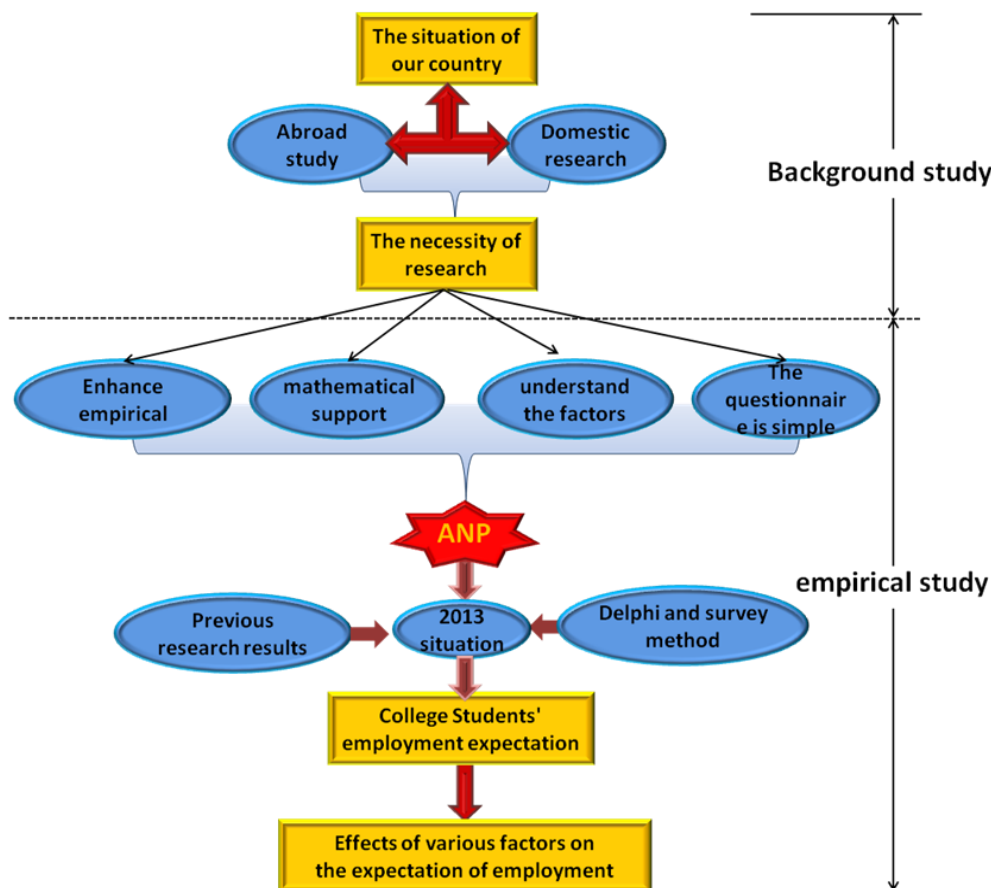 The situation of
our country
Abroad
study
Domestic
research
Background study
The necessity of
research
Enhance
empirical
mathematical
support
understand
the factors
The
questionnair
e is simple
ANP
empirical study
Previous
research results
2013
situation
Delphi and survey
method
College Students'
employment expectation
Effects of various factors on
the expectation of employment